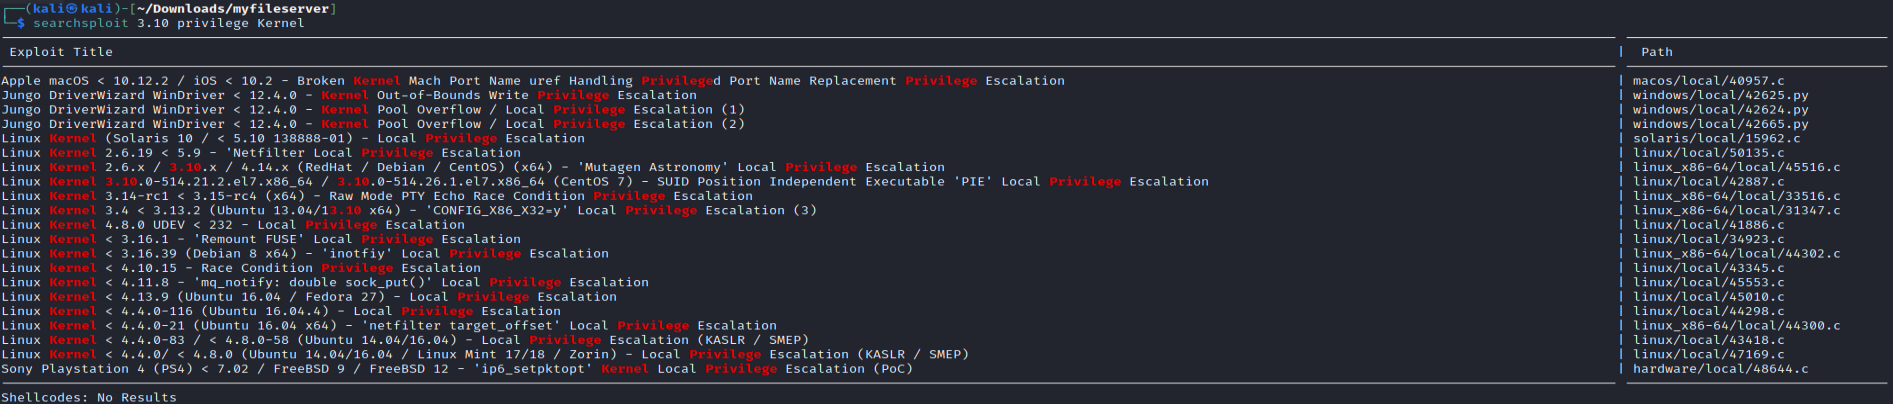 ┌──(kali㉿kali)-[~/Downloads/myfileserver]
└─$ searchsploit 3.10 privilege Kernel
Exploit Title | Path
Apple macOS < 10.12.2 / iOS < 10.2 - Broken Kernel Mach Port Name uref Handling Privileged Port Name Replacement Privilege Escalation | macos/local/40957.c
Jungo DriverWizard WinDriver < 12.4.0 - Kernel Out-of-Bounds Write Privilege Escalation | windows/local/42625.py
Jungo DriverWizard WinDriver < 12.4.0 - Kernel Pool Overflow / Local Privilege Escalation (1) | windows/local/42624.py
Jungo DriverWizard WinDriver < 12.4.0 - Kernel Pool Overflow / Local Privilege Escalation (2) | windows/local/42665.py
Linux Kernel (Solaris 10 / < 5.10 138888-01) - Local Privilege Escalation | solaris/local/15962.c
Linux Kernel 2.6.19 < 5.9 - 'Netfilter Local Privilege Escalation | linux/local/50135.c
Linux Kernel 2.6.x / 3.10.x / 4.14.x (RedHat / Debian / CentOS) (x64) - 'Mutagen Astronomy' Local Privilege Escalation | linux_x86-64/local/45516.c
Linux Kernel 3.10.0-514.21.2.el7.x86_64 / 3.10.0-514.26.1.el7.x86_64 (CentOS 7) - SUID Position Independent Executable 'PIE' Local Privilege Escalation | linux/local/42887.c
Linux Kernel 3.14-rc1 < 3.15-rc4 (x64) - Raw Mode PTY Echo Race Condition Privilege Escalation | linux_x86-64/local/33516.c
Linux Kernel 3.4 < 3.13.2 (Ubuntu 13.04/13.10 x64) - 'CONFIG_X86_X32=y' Local Privilege Escalation (3) | linux_x86-64/local/31347.c
Linux Kernel 4.8.0 UDEV < 232 - Local Privilege Escalation | linux/local/41886.c
Linux Kernel < 3.16.1 - 'Remount FUSE' Local Privilege Escalation | linux/local/34923.c
Linux Kernel < 3.16.39 (Debian 8 x64) - 'inotfiy' Local Privilege Escalation | linux_x86-64/local/44302.c
Linux kernel < 4.10.15 - Race Condition Privilege Escalation | linux/local/43345.c
Linux Kernel < 4.11.8 - 'mq_notify: double sock_put()' Local Privilege Escalation | linux/local/45553.c
Linux Kernel < 4.13.9 (Ubuntu 16.04 / Fedora 27) - Local Privilege Escalation | linux/local/45010.c
Linux Kernel < 4.4.0-116 (Ubuntu 16.04.4) - Local Privilege Escalation | linux/local/44298.c
Linux Kernel < 4.4.0-21 (Ubuntu 16.04 x64) - 'netfilter target_offset' Local Privilege Escalation | linux_x86-64/local/44300.c
Linux Kernel < 4.4.0-83 / < 4.8.0-58 (Ubuntu 14.04/16.04) - Local Privilege Escalation (KASLR / SMEP) | linux/local/43418.c
Linux Kernel < 4.4.0/ < 4.8.0 (Ubuntu 14.04/16.04 / Linux Mint 17/18 / Zorin) - Local Privilege Escalation (KASLR / SMEP) | linux/local/47169.c
Sony Playstation 4 (PS4) < 7.02 / FreeBSD 9 / FreeBSD 12 - 'ip6_setpktopt' Kernel Local Privilege Escalation (PoC) | hardware/local/48644.c
Shellcodes: No Results